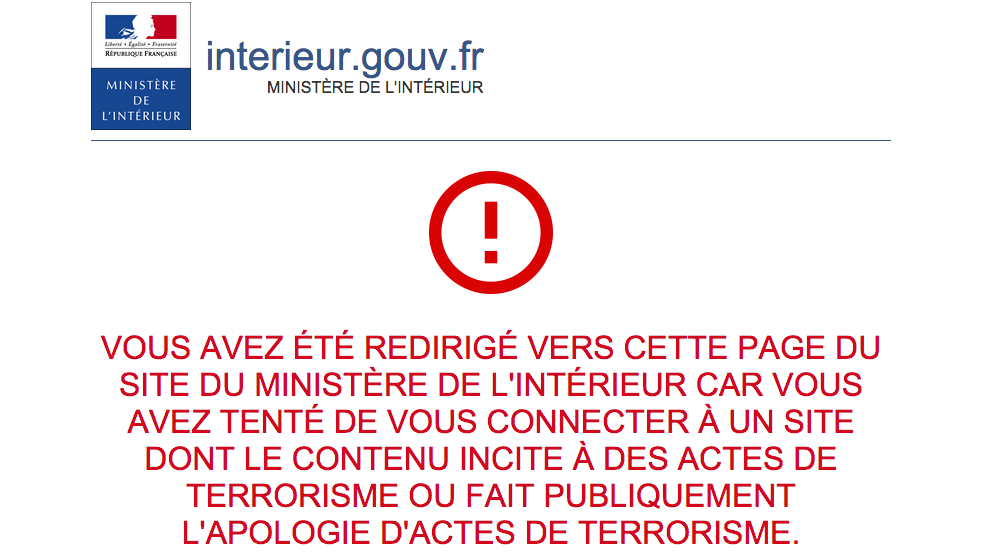 Liberté • Égalité • Fraternité
RÉPUBLIQUE FRANÇAISE
MINISTÈRE
DE
L'INTÉRIEUR
interieur.gouv.fr
MINISTÈRE DE L'INTÉRIEUR
!
VOUS AVEZ ÉTÉ REDIRIGÉ VERS CETTE PAGE DU
SITE DU MINISTÈRE DE L'INTÉRIEUR CAR VOUS
AVEZ TENTÉ DE VOUS CONNECTER À UN SITE
DONT LE CONTENU INCITE À DES ACTES DE
TERRORISME OU FAIT PUBLIQUEMENT
L'APOLOGIE D'ACTES DE TERRORISME.